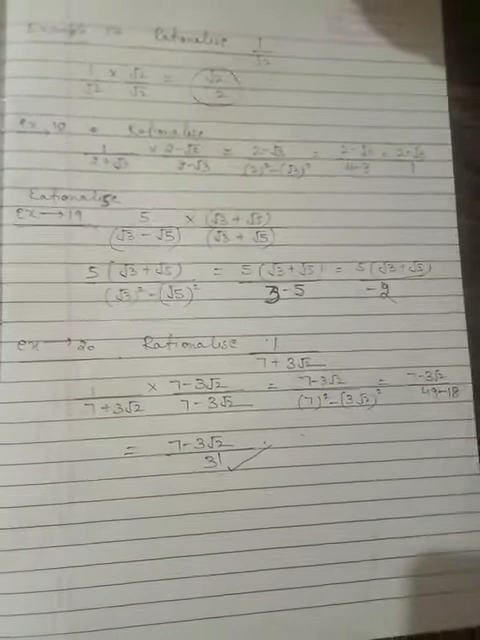 Rationalise 1/√2
1/√2 × √2/√2 = √2/2
ex Rationalise
1/2+√3 × 2-√3/2-√3 = 2-√3/(2)²-(√3)² = 2-√3/4-3 = 2-√3/1
Rationalise
ex → 19 5/(√3-√5) × (√3+√5)/(√3+√5)
5(√3+√5)/(√3)²-(√5)² = 5(√3+√5)/3-5 = 5(√3+√5)/-2
ex → 20. Rationalise 1/7+3√2
1/7+3√2 × 7-3√2/7-3√2 = 7-3√2/(7)²-(3√2)² = 7-3√2/49-18
= 7-3√2/31